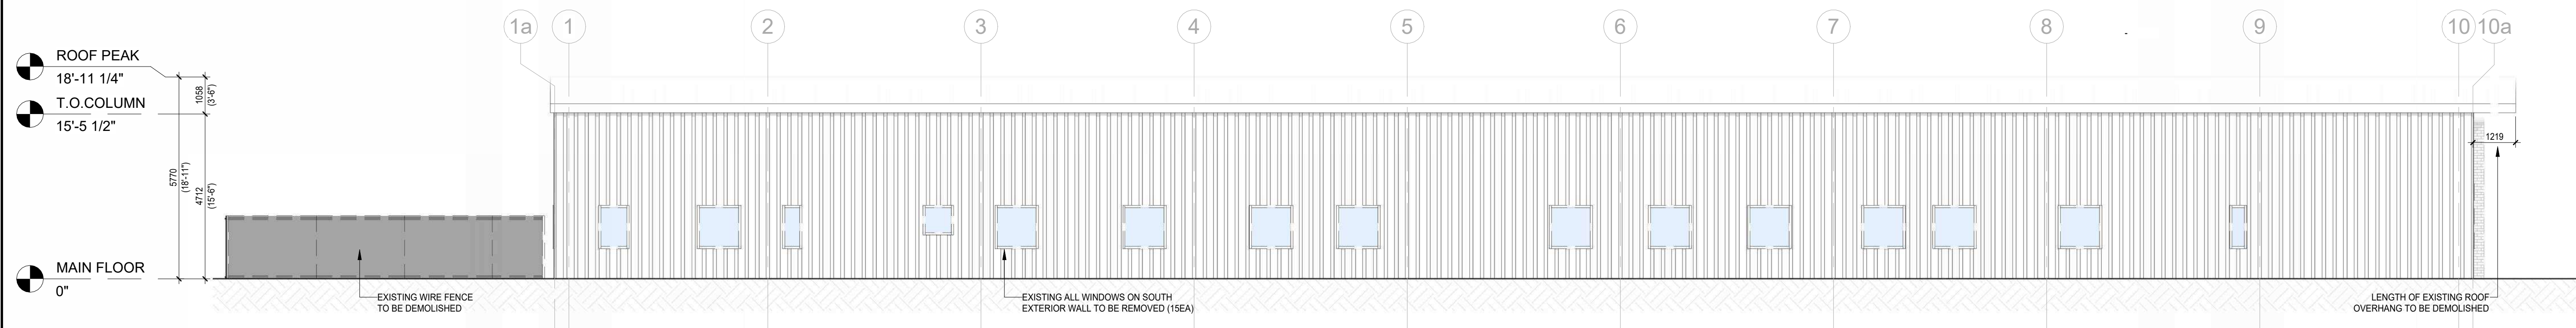 1a 1 2 3 4 5 6 7 8 9 10 10a
ROOF PEAK
18'-11 1/4"
T.O.COLUMN
15'-5 1/2"
1058
(3'-6")
5770
(18'-11")
4712
(15'-6")
1219
MAIN FLOOR
0"
EXISTING WIRE FENCE
TO BE DEMOLISHED
EXISTING ALL WINDOWS ON SOUTH
EXTERIOR WALL TO BE REMOVED (15EA)
LENGTH OF EXISTING ROOF
OVERHANG TO BE DEMOLISHED